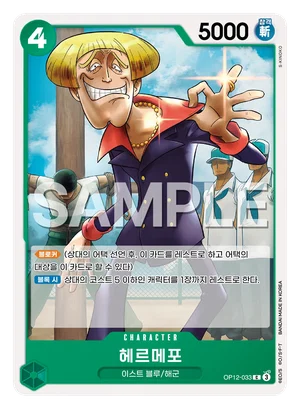 4
5000
참격
斬
SAMPLE
블로커 (상대의 어택 선언 후, 이 카드를 레스트로 하고 어택의
대상을 이 카드로 할 수 있다)
블록 시 상대의 코스트 5 이하인 캐릭터를 1장까지 레스트로 한다.
CHARACTER
헤르메포
이스트 블루/해군
OP12-033 C
3
BANDAI MADE IN KOREA